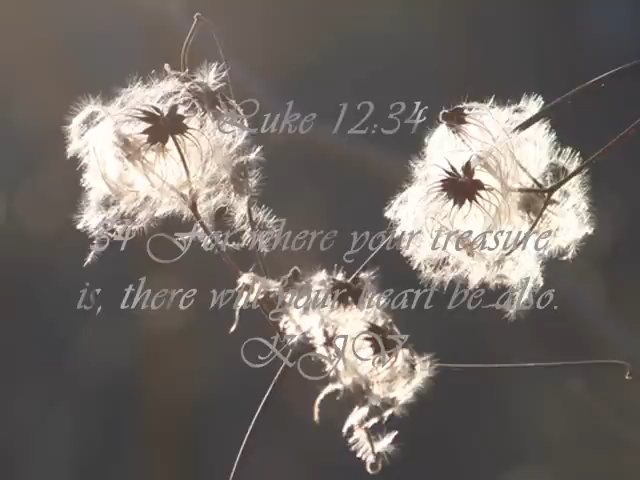 Luke 12:34
34 For where your treasure
is, there will your heart be also.
KJV